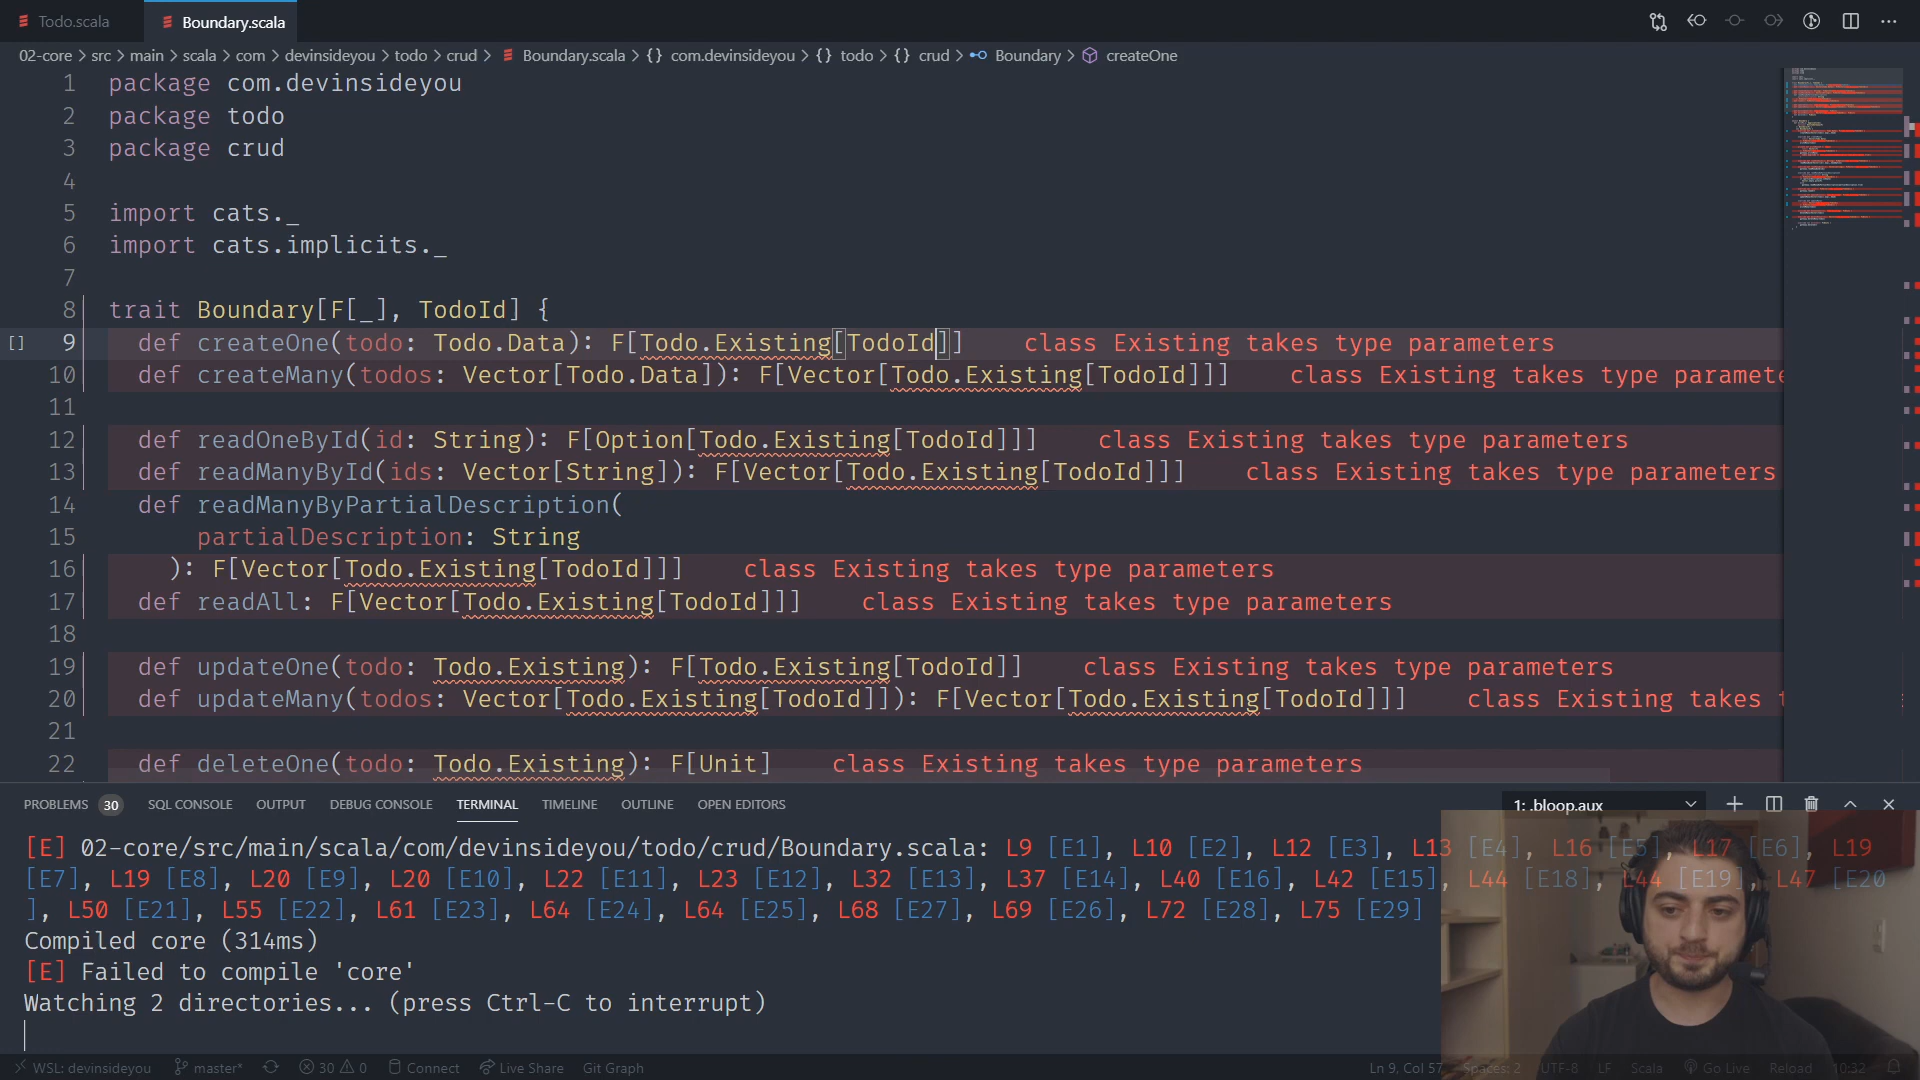 Todo.scala
Boundary.scala
02-core > src > main > scala > com > devinsideyou > todo > crud > Boundary.scala > {} com.devinsideyou > {} todo > {} crud > Boundary > createOne
1 package com.devinsideyou
2 package todo
3 package crud
4
5 import cats._
6 import cats.implicits._
7
8 trait Boundary[F[_], TodoId] {
[] 9 def createOne(todo: Todo.Data): F[Todo.Existing[TodoId]] class Existing takes type parameters
10 def createMany(todos: Vector[Todo.Data]): F[Vector[Todo.Existing[TodoId]]] class Existing takes type paramete
11
12 def readOneById(id: String): F[Option[Todo.Existing[TodoId]]] class Existing takes type parameters
13 def readManyById(ids: Vector[String]): F[Vector[Todo.Existing[TodoId]]] class Existing takes type parameters
14 def readManyByPartialDescription(
15 partialDescription: String
16 ): F[Vector[Todo.Existing[TodoId]]] class Existing takes type parameters
17 def readAll: F[Vector[Todo.Existing[TodoId]]] class Existing takes type parameters
18
19 def updateOne(todo: Todo.Existing): F[Todo.Existing[TodoId]] class Existing takes type parameters
20 def updateMany(todos: Vector[Todo.Existing[TodoId]]): F[Vector[Todo.Existing[TodoId]]] class Existing takes t
21
22 def deleteOne(todo: Todo.Existing): F[Unit] class Existing takes type parameters
PROBLEMS 30 SQL CONSOLE OUTPUT DEBUG CONSOLE TERMINAL TIMELINE OUTLINE OPEN EDITORS 1: .bloop.aux
[E] 02-core/src/main/scala/com/devinsideyou/todo/crud/Boundary.scala: L9 [E1], L10 [E2], L12 [E3], L13 [E4], L16 [E5], L17 [E6], L19
[E7], L19 [E8], L20 [E9], L20 [E10], L22 [E11], L23 [E12], L32 [E13], L37 [E14], L40 [E16], L42 [E15], L44 [E18], L44 [E19], L47 [E20
], L50 [E21], L55 [E22], L61 [E23], L64 [E24], L64 [E25], L68 [E27], L69 [E26], L72 [E28], L75 [E29]
Compiled core (314ms)
[E] Failed to compile 'core'
Watching 2 directories... (press Ctrl-C to interrupt)
WSL: devinsideyou master* 30 0 Connect Live Share Git Graph Ln 9, Col 57 Spaces: 2 UTF-8 LF Scala Go Live Reload 10:32